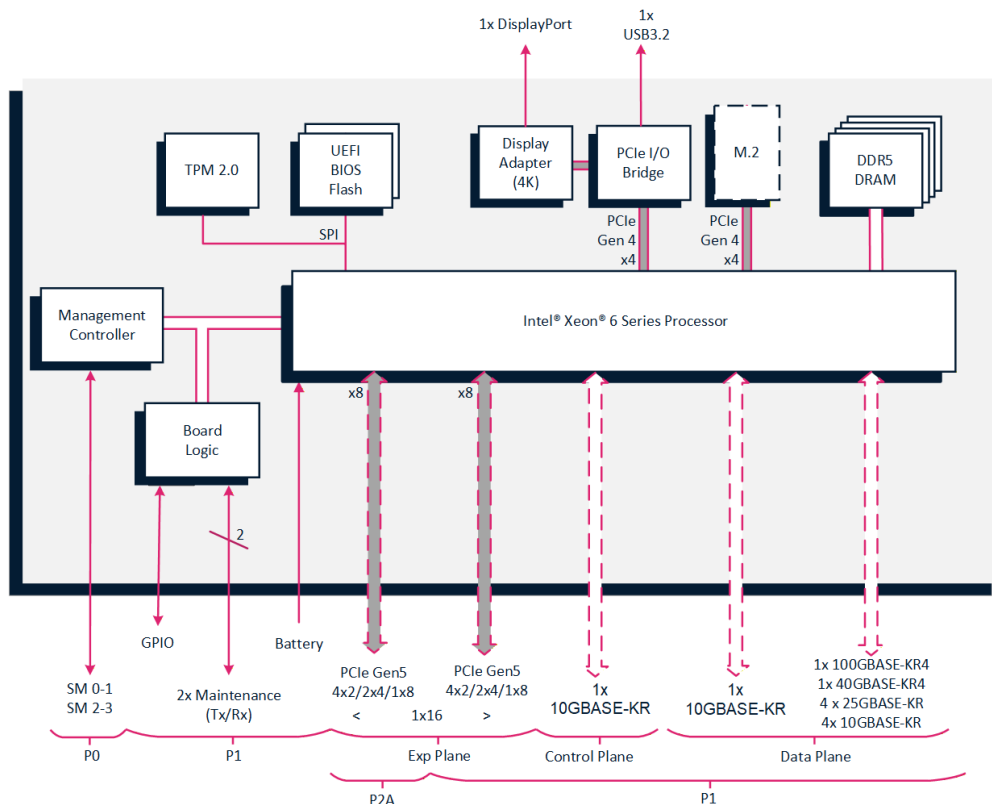 1x DisplayPort
1x
USB3.2
TPM 2.0
UEFI
BIOS
Flash
Display
Adapter
(4K)
PCIe I/O
Bridge
M.2
DDR5
DRAM
SPI
PCIe
Gen 4
x4
PCIe
Gen 4
x4
Management
Controller
Intel® Xeon® 6 Series Processor
x8
x8
Board
Logic
2
GPIO
Battery
SM 0-1
SM 2-3
2x Maintenance
(Tx/Rx)
PCIe Gen5
4x2/2x4/1x8
PCIe Gen5
4x2/2x4/1x8
< 1x16 >
1x
10GBASE-KR
1x
10GBASE-KR
1x 100GBASE-KR4
1x 40GBASE-KR4
4 x 25GBASE-KR
4x 10GBASE-KR
P0
P1
Exp Plane
Control Plane
Data Plane
P2A
P1